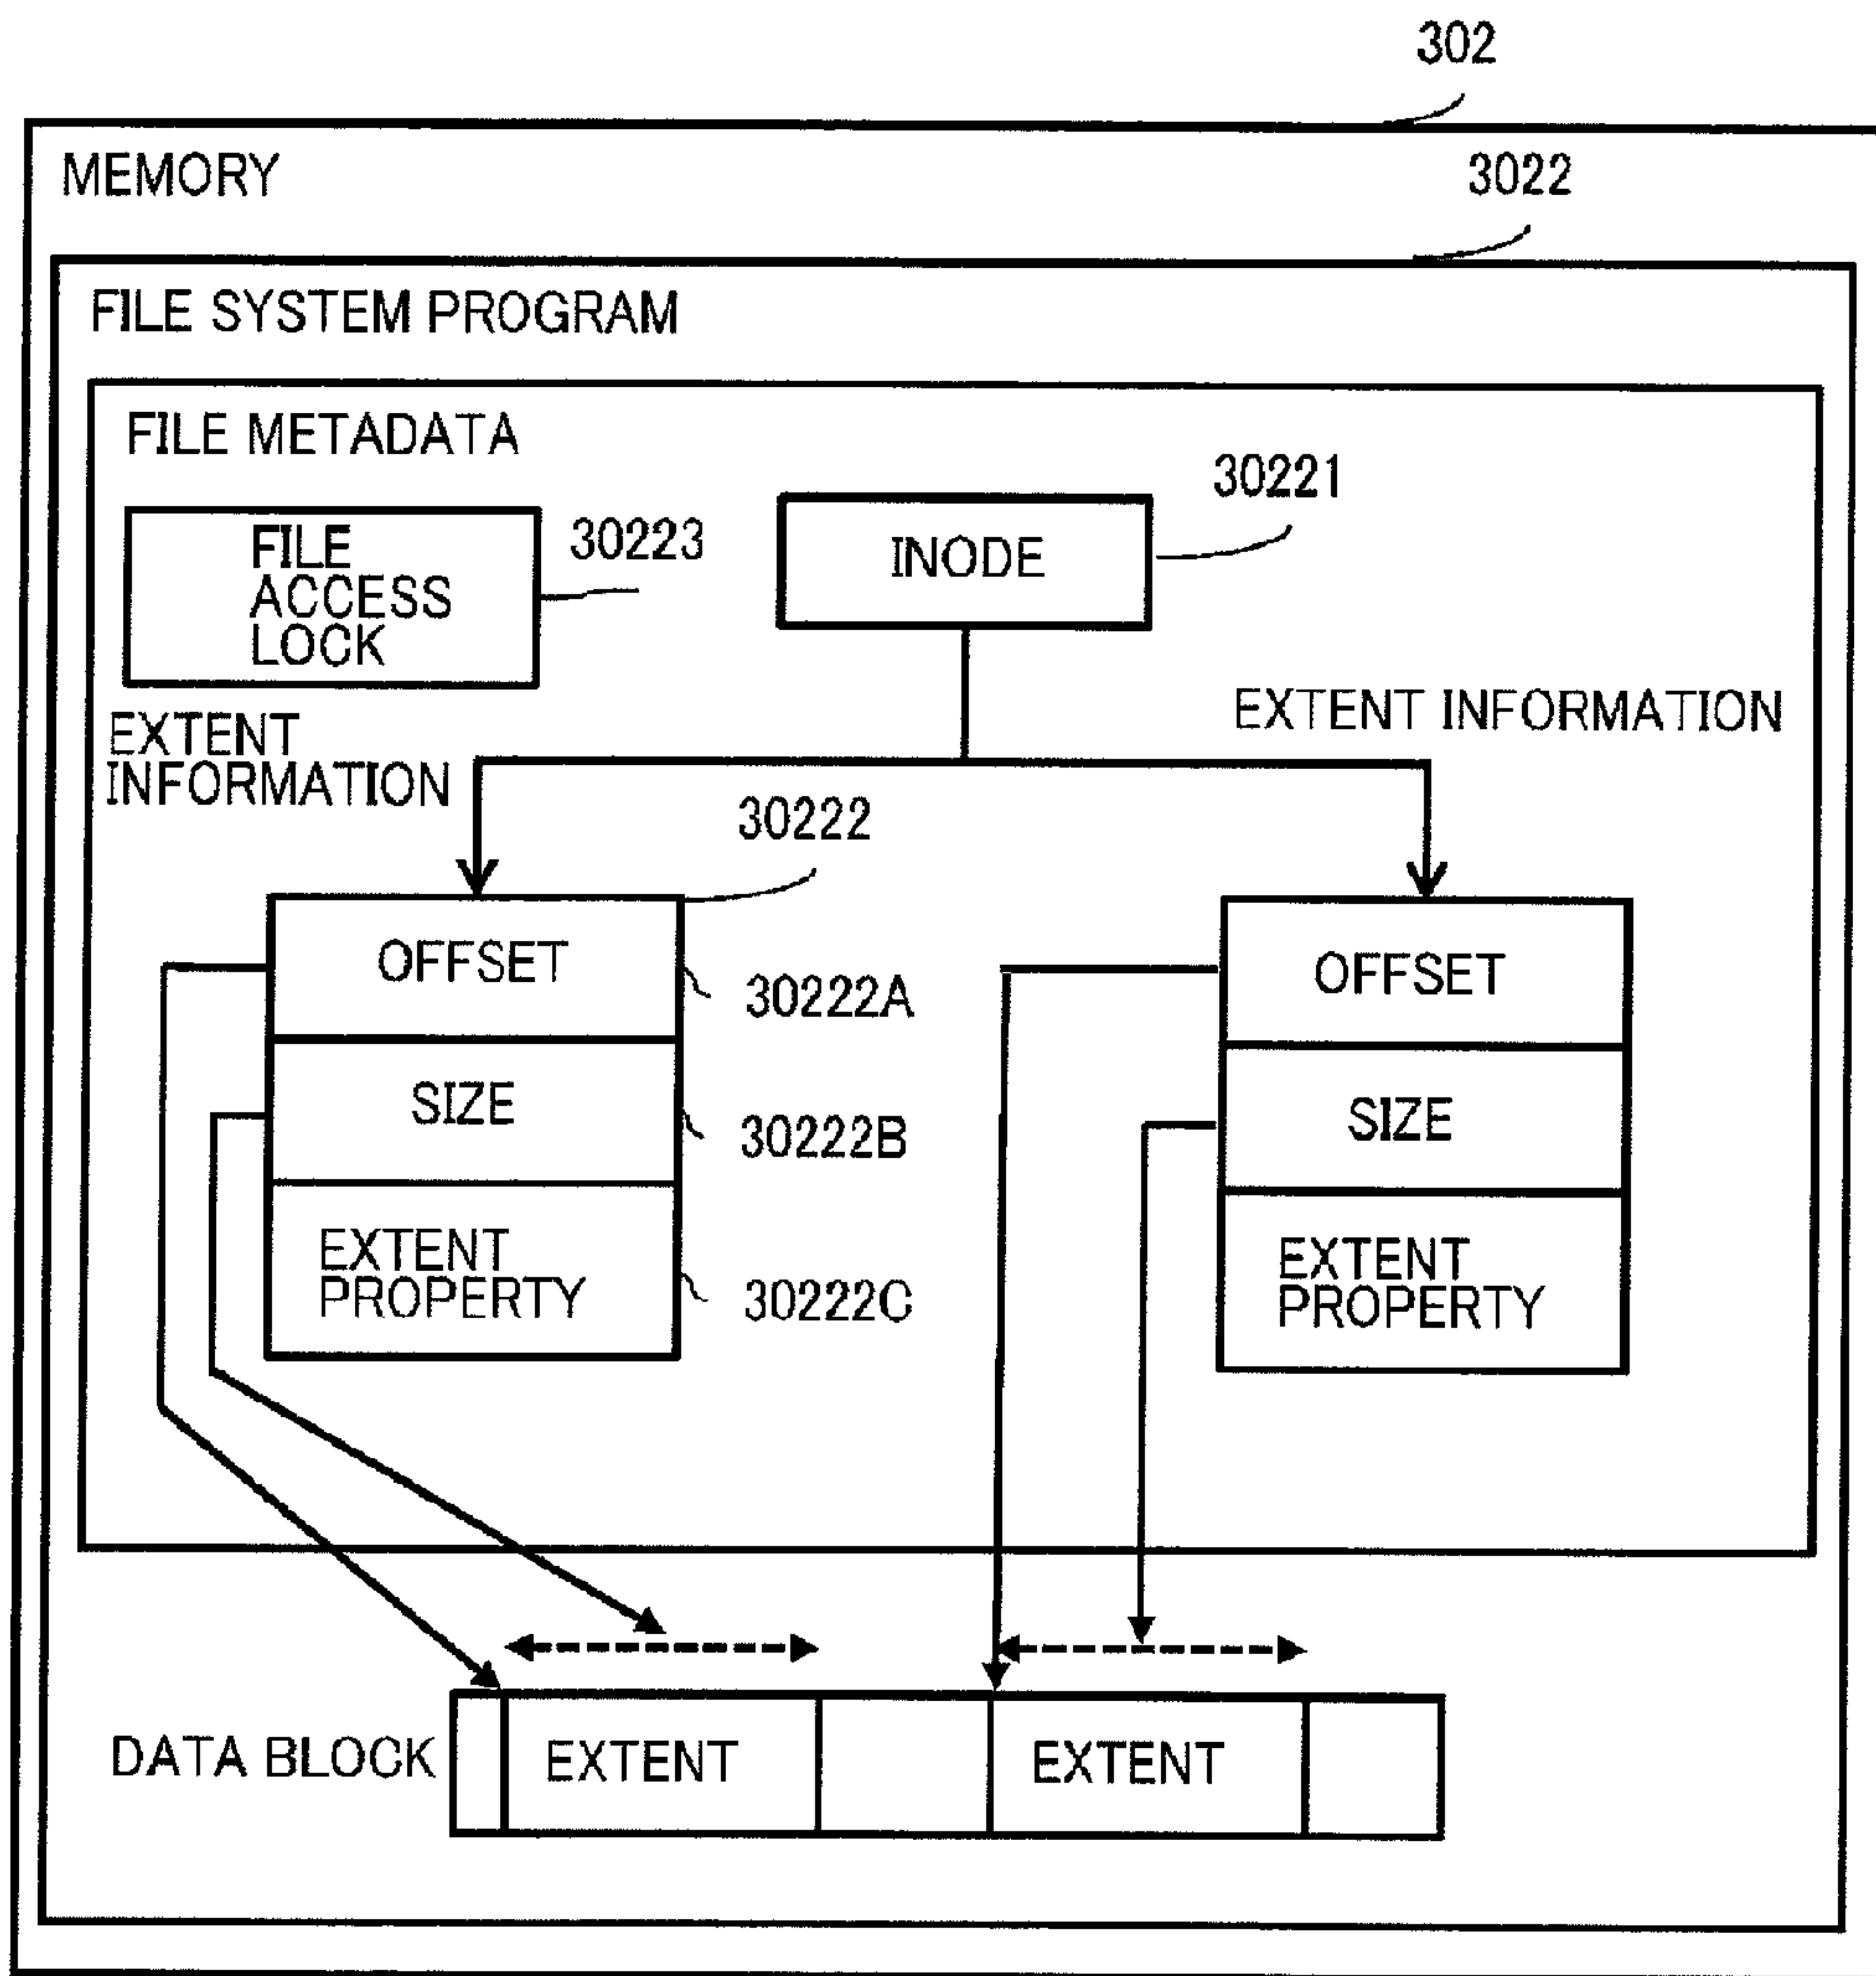 302
MEMORY
3022
FILE SYSTEM PROGRAM
FILE METADATA
30221
FILE
ACCESS
LOCK
30223
INODE
EXTENT
INFORMATION
EXTENT INFORMATION
30222
OFFSET
30222A
OFFSET
SIZE
30222B
SIZE
EXTENT
PROPERTY
30222C
EXTENT
PROPERTY
DATA BLOCK
EXTENT
EXTENT